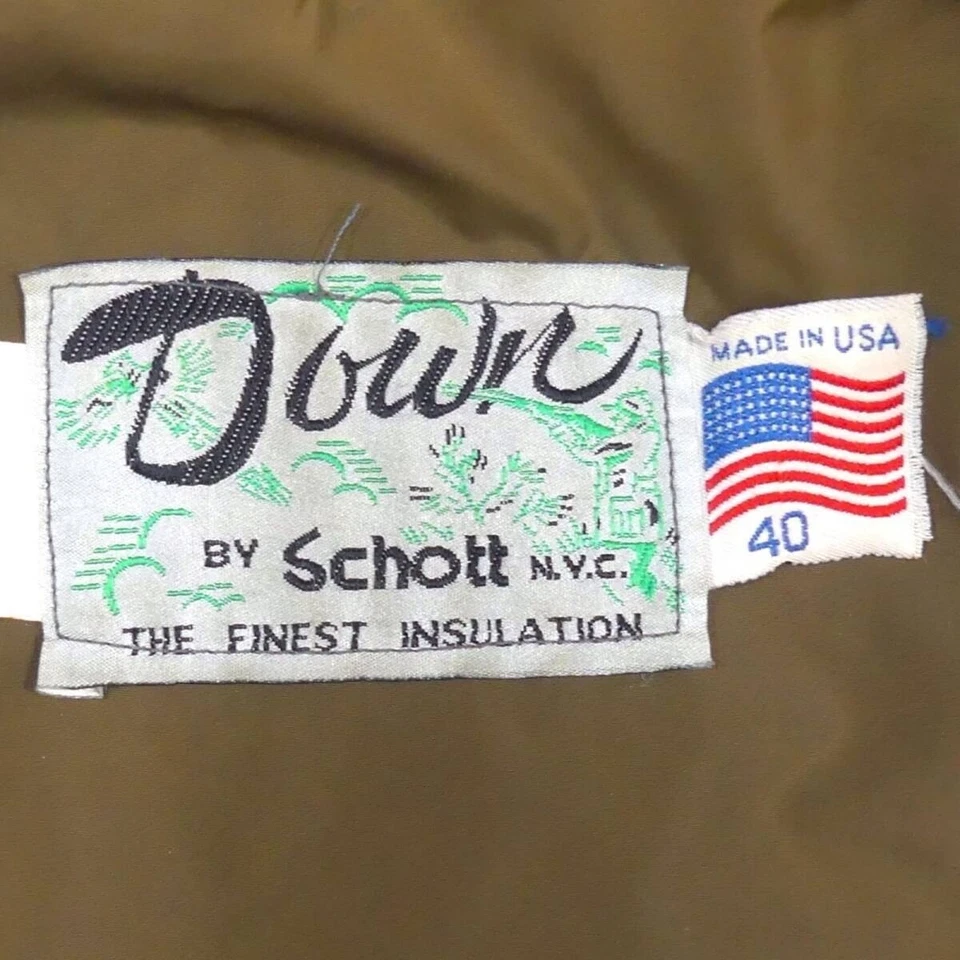 Down
BY Schott N.Y.C.
THE FINEST INSULATION
MADE IN USA
40